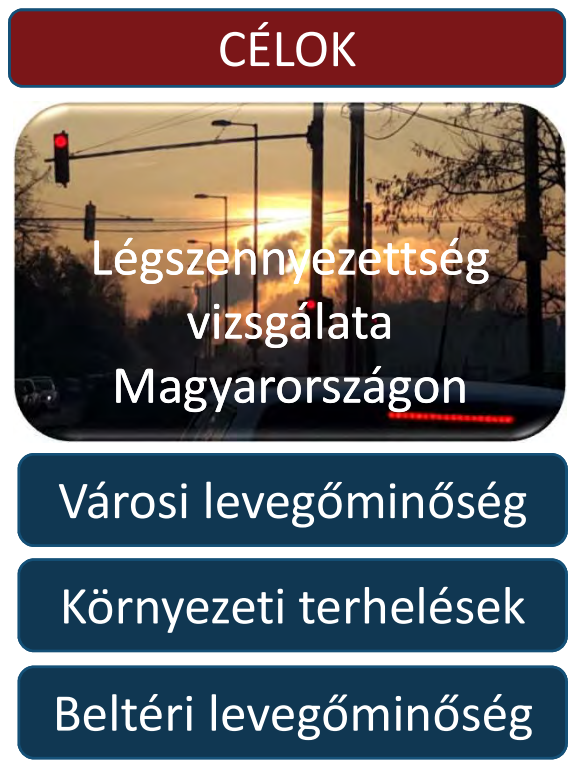 CÉLOK
Légszennyezettség
vizsgálata
Magyarországon
Városi levegőminőség
Környezeti terhelések
Beltéri levegőminőség